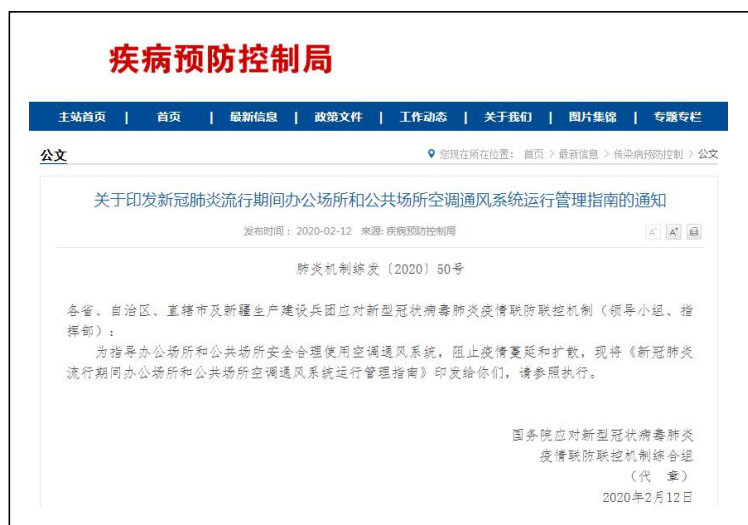 疾病预防控制局
主站首页 | 首页 | 最新信息 | 政策文件 | 工作动态 | 关于我们 | 图片集锦 | 专题专栏
公文 您现在所在位置： 首页 > 最新信息 > 传染病预防控制 > 公文
关于印发新冠肺炎流行期间办公场所和公共场所空调通风系统运行管理指南的通知
发布时间： 2020-02-12 来源: 疾病预防控制局 A- A+
肺炎机制综发〔2020〕50号
各省、自治区、直辖市及新疆生产建设兵团应对新型冠状病毒肺炎疫情联防联控机制（领导小组、指
挥部）：
为指导办公场所和公共场所安全合理使用空调通风系统，阻止疫情蔓延和扩散，现将《新冠肺炎
流行期间办公场所和公共场所空调通风系统运行管理指南》印发给你们，请参照执行。
国务院应对新型冠状病毒肺炎
疫情联防联控机制综合组
（代 章）
2020年2月12日